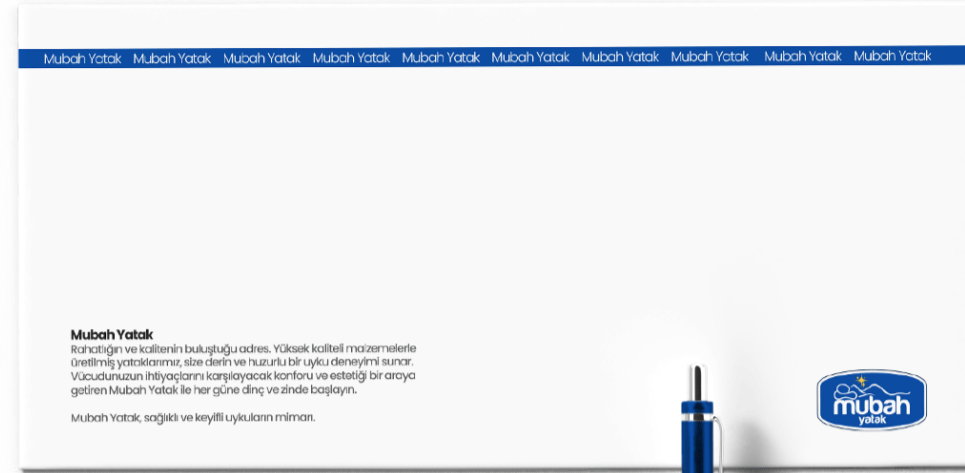 Mubah Yatak Mubah Yatak Mubah Yatak Mubah Yatak Mubah Yatak Mubah Yatak Mubah Yatak Mubah Yatak Mubah Yatak Mubah Yatak
Mubah Yatak
Rahatlığın ve kalitenin buluştuğu adres. Yüksek kaliteli malzemelerle
üretilmiş yataklarımız, size derin ve huzurlu bir uyku deneyimi sunar.
Vücudunuzun ihtiyaçlarını karşılayacak konforu ve estetiği bir araya
getiren Mubah Yatak ile her güne dinç ve zinde başlayın.
Mubah Yatak, sağlıklı ve keyifli uykuların mimarı.
mubah
yatak